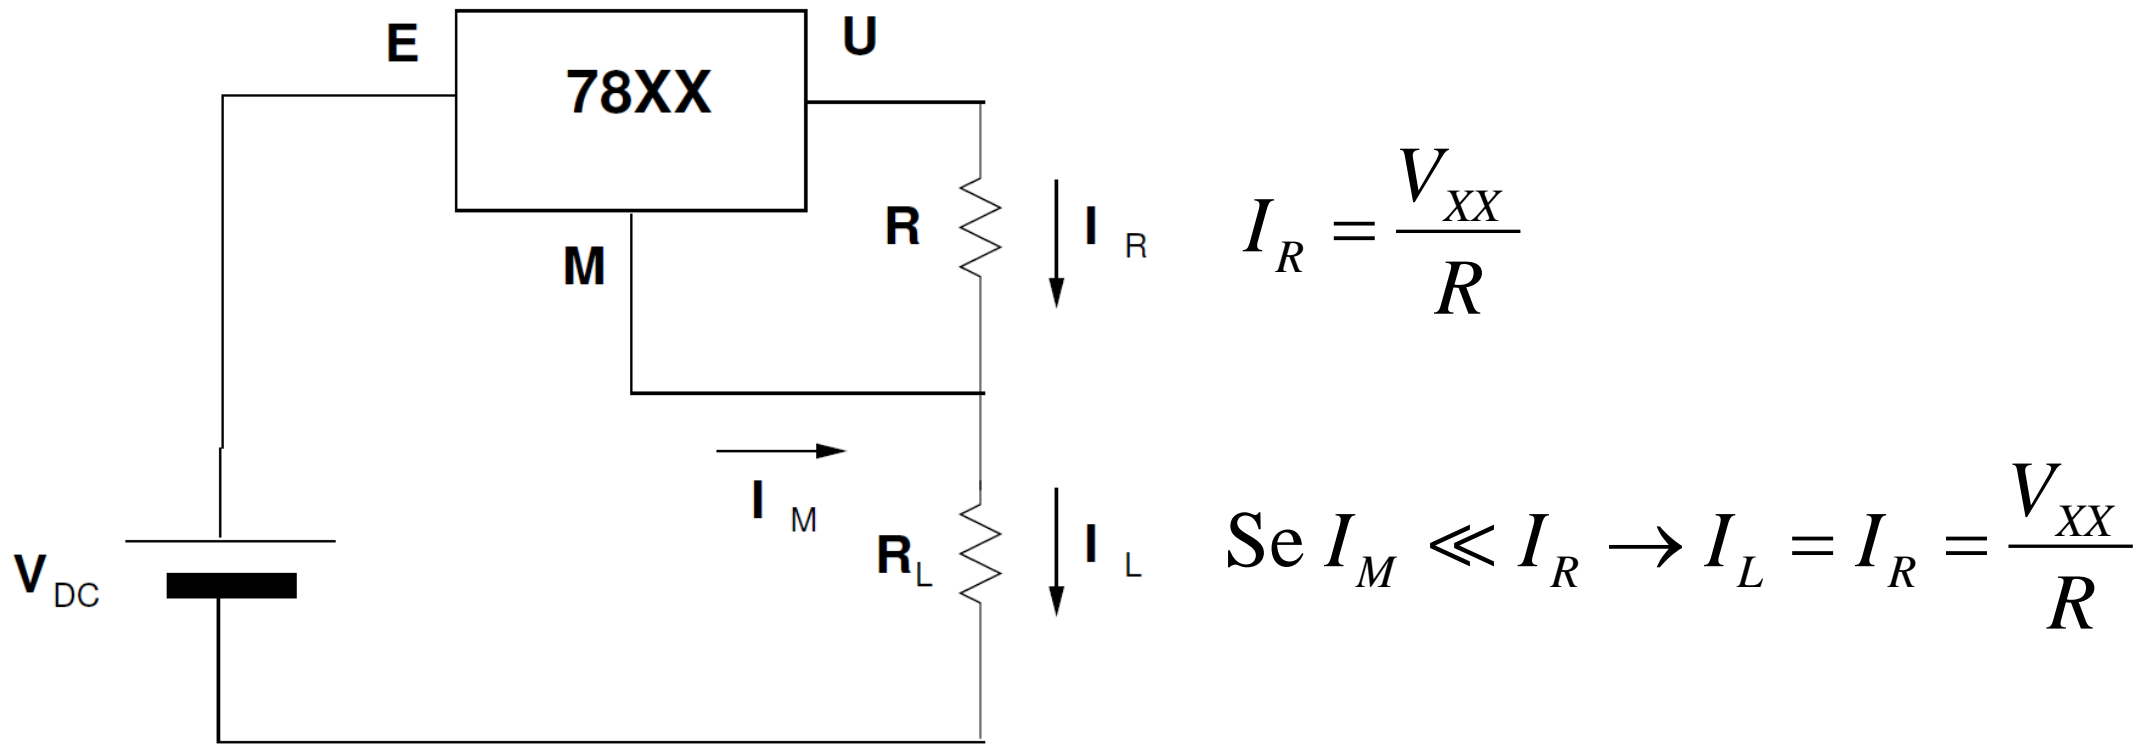 E
78XX
U
M
R
I R
I_R = V_XX / R
I M
V DC
R L
I L
Se I_M ≪ I_R → I_L = I_R = V_XX / R